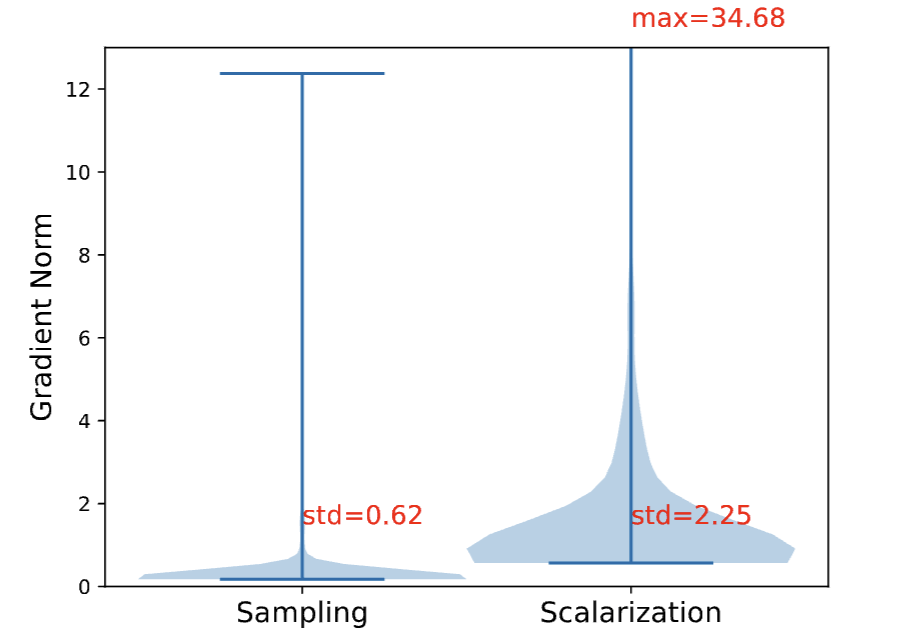 max=34.68
12
10
8
6
4
2
0
Gradient Norm
std=0.62
std=2.25
Sampling
Scalarization